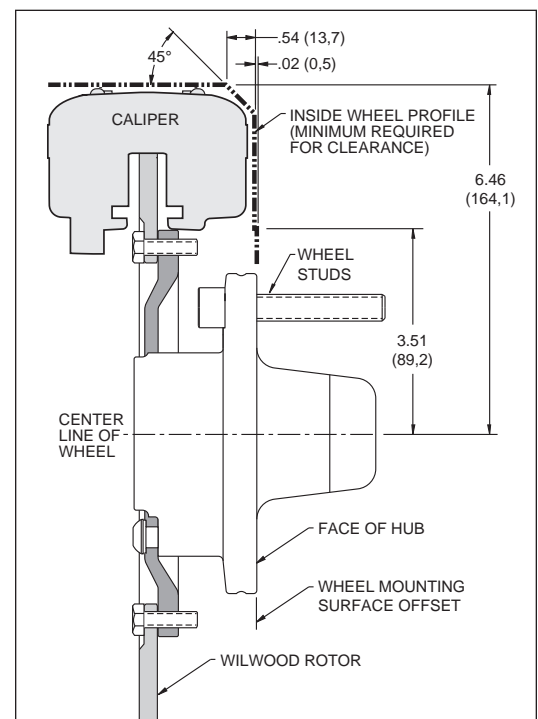 .54 (13,7)
45°
.02 (0,5)
CALIPER
INSIDE WHEEL PROFILE
(MINIMUM REQUIRED
FOR CLEARANCE)
6.46
(164,1)
WHEEL
STUDS
3.51
(89,2)
CENTER
LINE OF
WHEEL
FACE OF HUB
WHEEL MOUNTING
SURFACE OFFSET
WILWOOD ROTOR